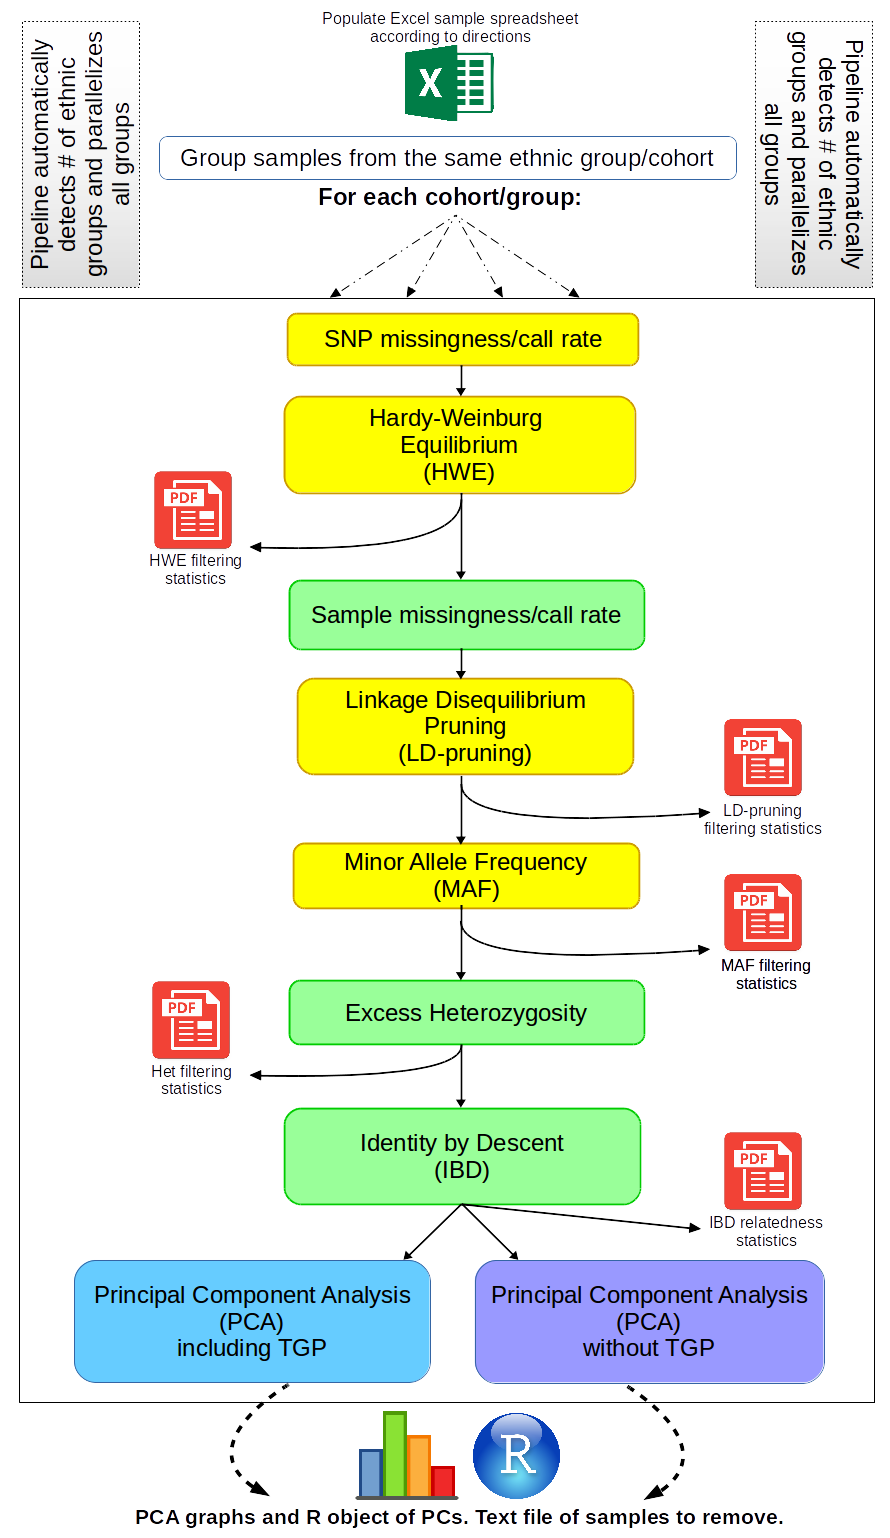 Populate Excel sample spreadsheet
according to directions
Pipeline automatically
detects # of ethnic
groups and parallelizes
all groups
X
Pipeline automatically
detects # of ethnic
groups and parallelizes
all groups
Group samples from the same ethnic group/cohort
For each cohort/group:
SNP missingness/call rate
Hardy-Weinburg
Equilibrium
(HWE)
PDF
HWE filtering
statistics
Sample missingness/call rate
Linkage Disequilibrium
Pruning
(LD-pruning)
PDF
LD-pruning
filtering statistics
Minor Allele Frequency
(MAF)
PDF
MAF filtering
statistics
Excess Heterozygosity
PDF
Het filtering
statistics
Identity by Descent
(IBD)
PDF
IBD relatedness
statistics
Principal Component Analysis
(PCA)
including TGP
Principal Component Analysis
(PCA)
without TGP
R
PCA graphs and R object of PCs. Text file of samples to remove.